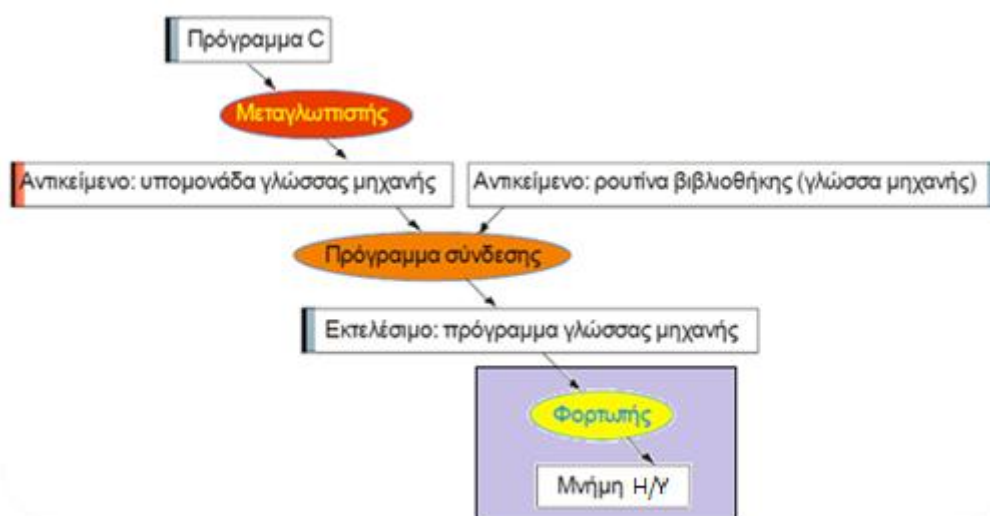 Πρόγραμμα C
Μεταγλωττιστής
Αντικείμενο: υπομονάδα γλώσσας μηχανής
Αντικείμενο: ρουτίνα βιβλιοθήκης (γλώσσα μηχανής)
Πρόγραμμα σύνδεσης
Εκτελέσιμο: πρόγραμμα γλώσσας μηχανής
Φορτωτής
Μνήμη Η/Υ